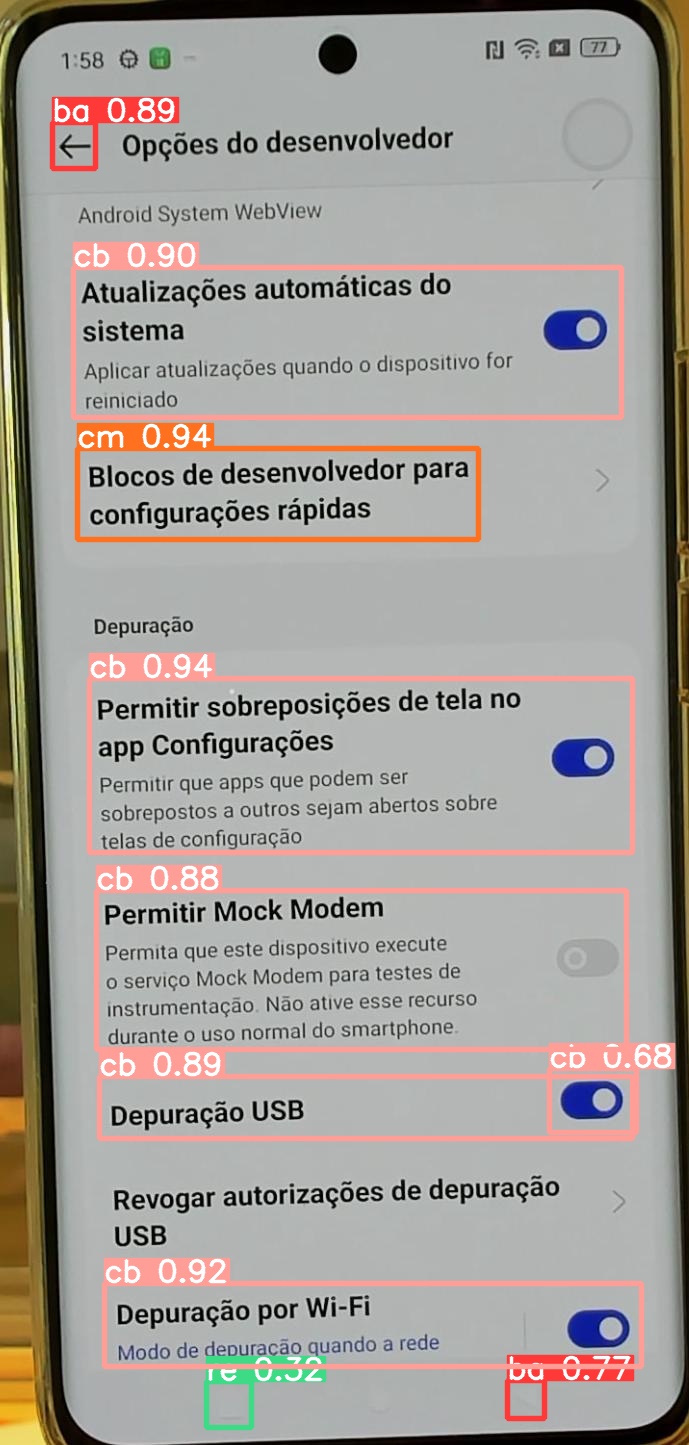 1:58
77
ba 0.89
Opções do desenvolvedor
Android System WebView
cb 0.90
Atualizações automáticas do
sistema
Aplicar atualizações quando o dispositivo for
reiniciado
cm 0.94
Blocos de desenvolvedor para
configurações rápidas
Depuração
cb 0.94
Permitir sobreposições de tela no
app Configurações
Permitir que apps que podem ser
sobrepostos a outros sejam abertos sobre
telas de configuração
cb 0.88
Permitir Mock Modem
Permita que este dispositivo execute
o serviço Mock Modem para testes de
instrumentação. Não ative esse recurso
durante o uso normal do smartphone.
cb 0.89
cb 0.68
Depuração USB
Revogar autorizações de depuração
USB
cb 0.92
Depuração por Wi-Fi
Modo de depuração quando a rede
re 0.32
ba 0.77